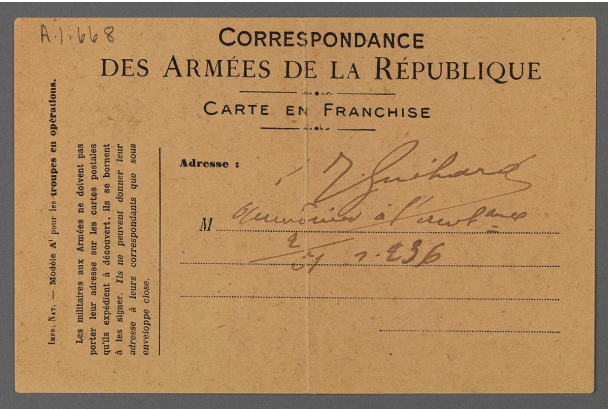 A.1.668
CORRESPONDANCE
DES ARMÉES DE LA RÉPUBLIQUE
CARTE EN FRANCHISE
IMPR. NAT. — Modèle A¹ pour les troupes en opérations.
Les militaires aux Armées ne doivent pas
porter leur adresse sur les cartes postales
qu'ils expédient à découvert, ils se bornent
à les signer. Ils ne peuvent donner leur
adresse à leurs correspondants que sous
enveloppe close.
Adresse :
Guihard
M Aumônier à l'ambulance
236